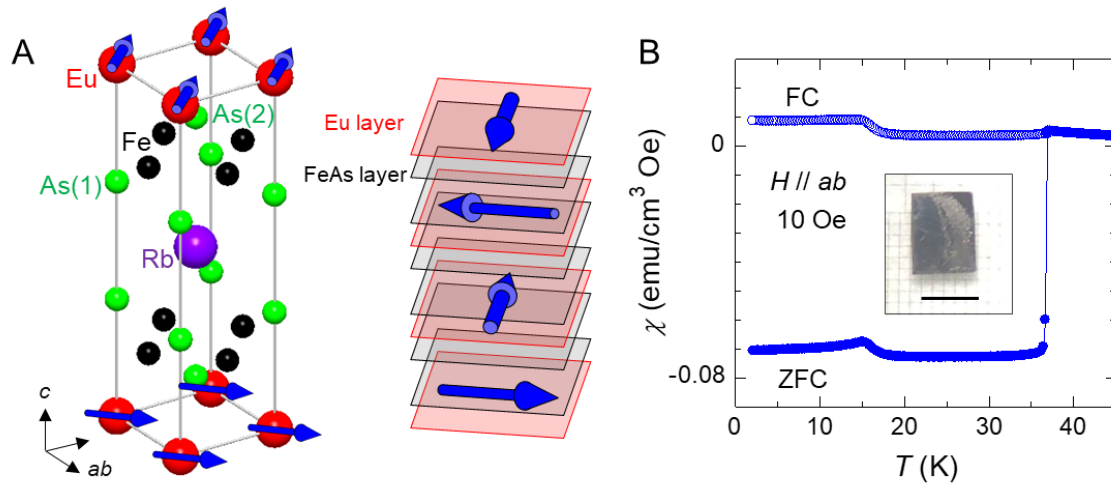 A
Eu
As(2)
Fe
As(1)
Rb
c
ab
Eu layer
FeAs layer
B
FC
0
H // ab
10 Oe
χ (emu/cm³ Oe)
-0.08
ZFC
0
10
20
30
40
T (K)